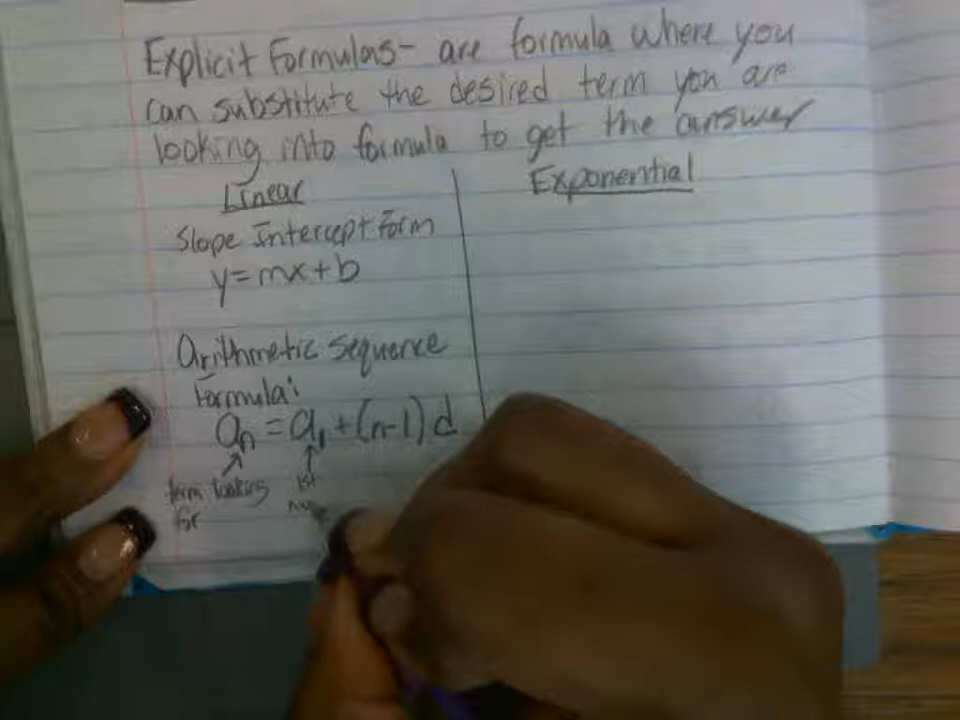 Explicit Formulas- are formula where you
can substitute the desired term you are
looking into formula to get the answer
Linear
Slope Intercept Form
y=mx+b
Arithmetic Sequence
Formula:
aₙ = a₁ + (n-1) d
term looking
for
1st
Exponential